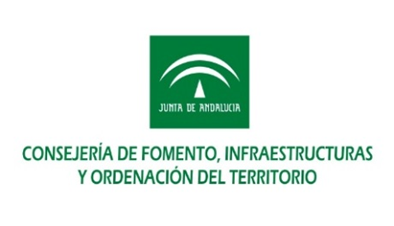 JUNTA DE ANDALUCIA
CONSEJERÍA DE FOMENTO, INFRAESTRUCTURAS
Y ORDENACIÓN DEL TERRITORIO